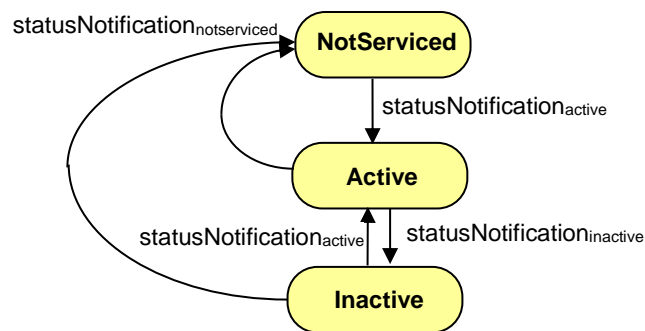 statusNotificationnotserviced
NotServiced
statusNotificationactive
Active
statusNotificationactive
statusNotificationinactive
Inactive